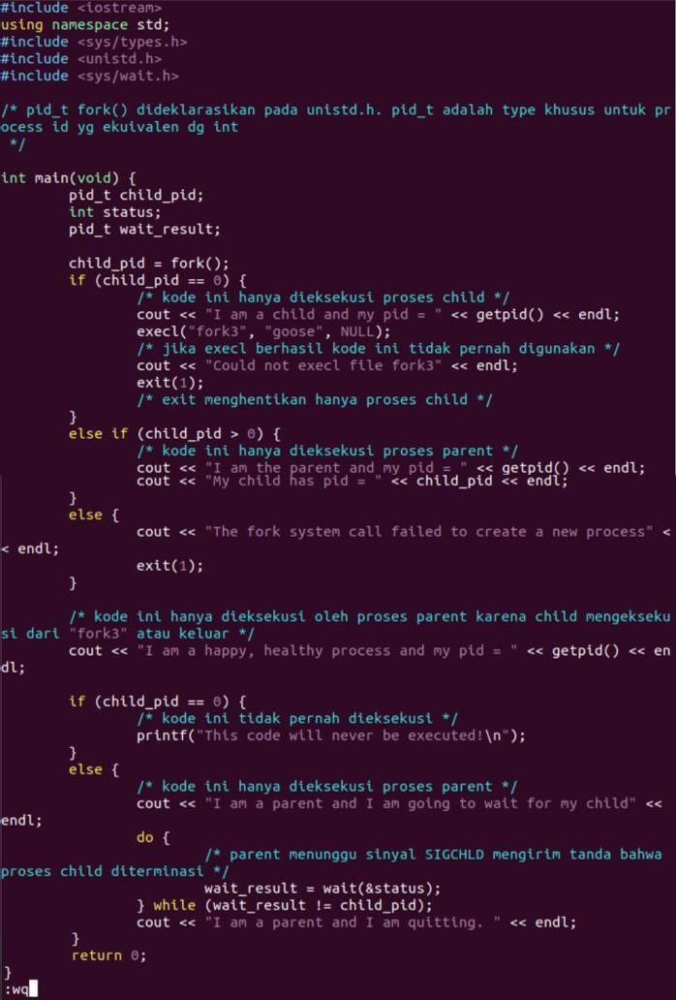 #include <iostream>
using namespace std;
#include <sys/types.h>
#include <unistd.h>
#include <sys/wait.h>

/* pid_t fork() dideklarasikan pada unistd.h. pid_t adalah type khusus untuk pr
ocess id yg ekuivalen dg int
 */

int main(void) {
        pid_t child_pid;
        int status;
        pid_t wait_result;

        child_pid = fork();
        if (child_pid == 0) {
                /* kode ini hanya dieksekusi proses child */
                cout << "I am a child and my pid = " << getpid() << endl;
                execl("fork3", "goose", NULL);
                /* jika execl berhasil kode ini tidak pernah digunakan */
                cout << "Could not execl file fork3" << endl;
                exit(1);
                /* exit menghentikan hanya proses child */
        }
        else if (child_pid > 0) {
                /* kode ini hanya dieksekusi proses parent */
                cout << "I am the parent and my pid = " << getpid() << endl;
                cout << "My child has pid = " << child_pid << endl;
        }
        else {
                cout << "The fork system call failed to create a new process" <
< endl;
                exit(1);
        }

        /* kode ini hanya dieksekusi oleh proses parent karena child mengekseku
si dari "fork3" atau keluar */
        cout << "I am a happy, healthy process and my pid = " << getpid() << en
dl;

        if (child_pid == 0) {
                /* kode ini tidak pernah dieksekusi */
                printf("This code will never be executed!\n");
        }
        else {
                /* kode ini hanya dieksekusi proses parent */
                cout << "I am a parent and I am going to wait for my child" <<
endl;
                do {
                        /* parent menunggu sinyal SIGCHLD mengirim tanda bahwa
proses child diterminasi */
                        wait_result = wait(&status);
                } while (wait_result != child_pid);
                cout << "I am a parent and I am quitting. " << endl;
        }
        return 0;
}
:wq